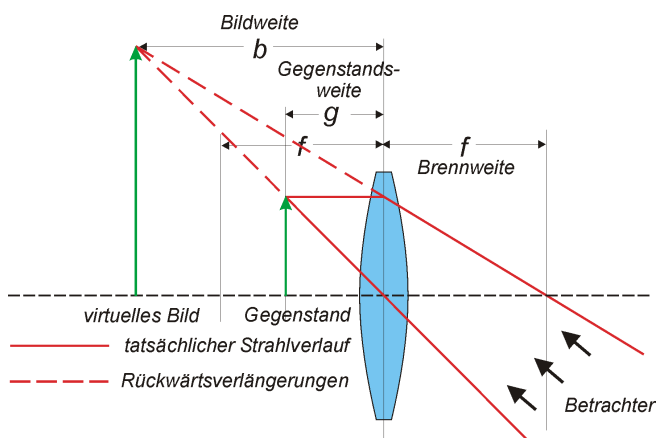 Bildweite
b
Gegenstands-
weite
g
f
f
Brennweite
virtuelles Bild
Gegenstand
tatsächlicher Strahlverlauf
Rückwärtsverlängerungen
Betrachter